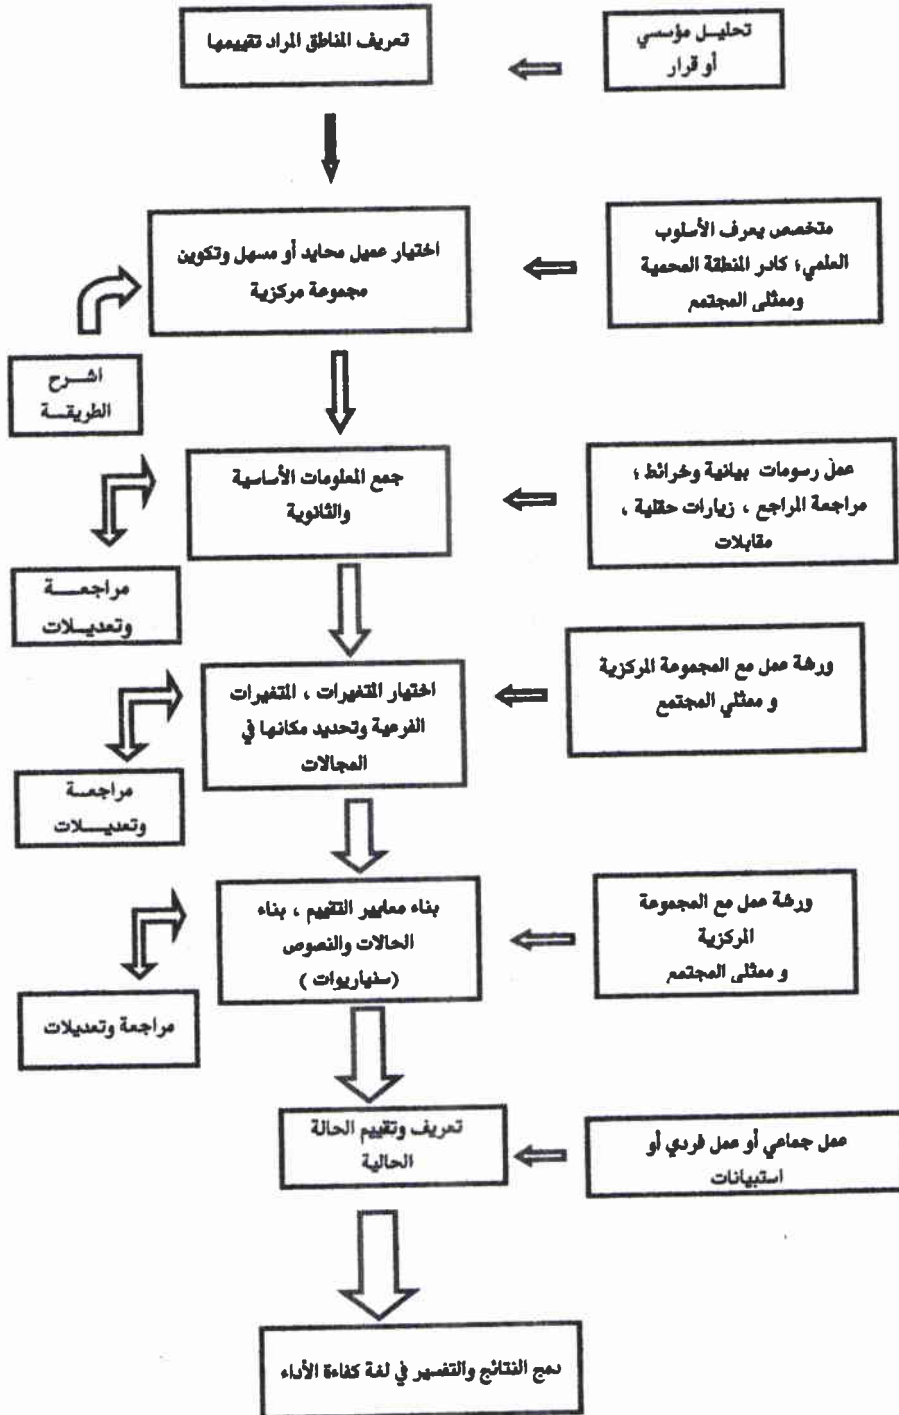 تعريف المناطق المراد تقييمها
تحليل مؤسسي
أو قرار
اختيار عميل محايد أو مسهل وتكوين
مجموعة مركزية
متخصص يعرف الأسلوب
العلمي؛ كادر المنطقة المحمية
وممثلى المجتمع
اشرح
الطريقة
جمع المعلومات الأساسية
والثانوية
عمل رسومات بيانية وخرائط ؛
مراجعة المراجع ، زيارات حقلية ،
مقابلات
مراجعة
وتعديلات
اختيار المتغيرات ، المتغيرات
الفرعية وتحديد مكانها في
المجالات
ورشة عمل مع المجموعة المركزية
و ممثلي المجتمع
مراجعة
وتعديلات
بناء معايير التقييم ، بناء
الحالات والنصوص
(سنياريوات )
ورشة عمل مع المجموعة
المركزية
و ممثلى المجتمع
مراجعة وتعديلات
تعريف وتقييم الحالة
الحالية
عمل جماعي أو عمل فردي أو
استبيانات
دمج النتائج والتفسير في لغة كفاءة الأداء